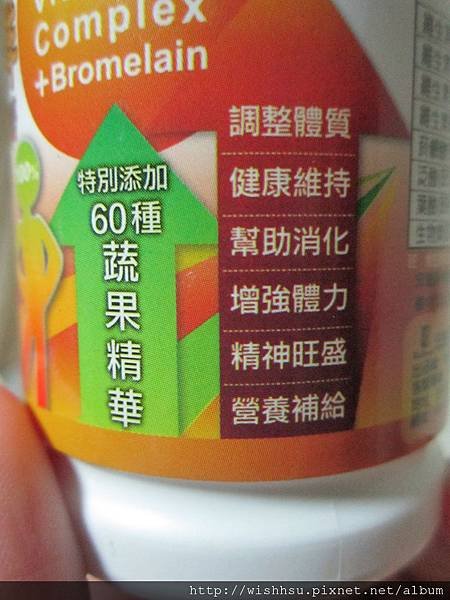 Complex
+Bromelain
100%
特別添加
60種
蔬果精華
調整體質
健康維持
幫助消化
增強體力
精神旺盛
營養補給
http://wishhsu.pixnet.net/album